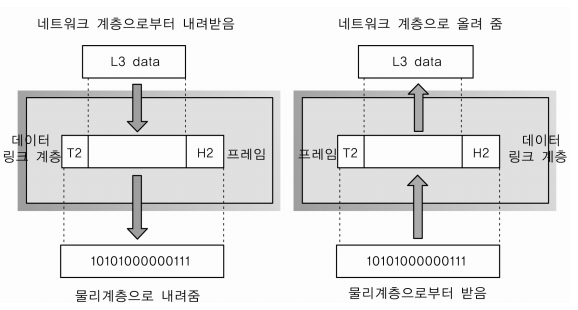 네트워크 계층으로부터 내려받음
L3 data
데이터
링크 계층
T2
H2
프레임
10101000000111
물리계층으로 내려줌
네트워크 계층으로 올려 줌
L3 data
프레임
T2
H2
데이터
링크 계층
10101000000111
물리계층으로부터 받음